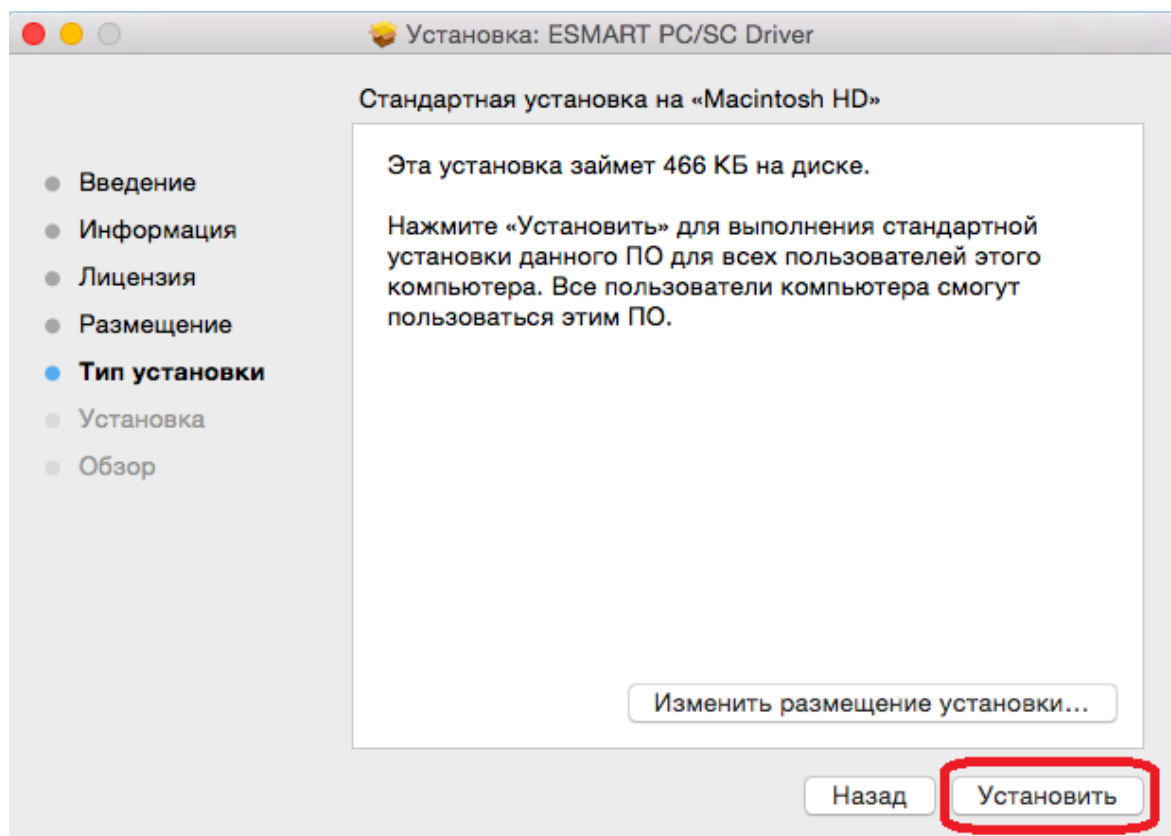 Установка: ESMART PC/SC Driver
Стандартная установка на «Macintosh HD»
Введение
Информация
Лицензия
Размещение
Тип установки
Установка
Обзор
Эта установка займет 466 КБ на диске.
Нажмите «Установить» для выполнения стандартной
установки данного ПО для всех пользователей этого
компьютера. Все пользователи компьютера смогут
пользоваться этим ПО.
Изменить размещение установки...
Назад
Установить